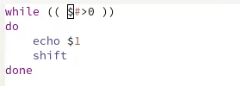 while (( $#>0 ))
do
    echo $1
    shift
done